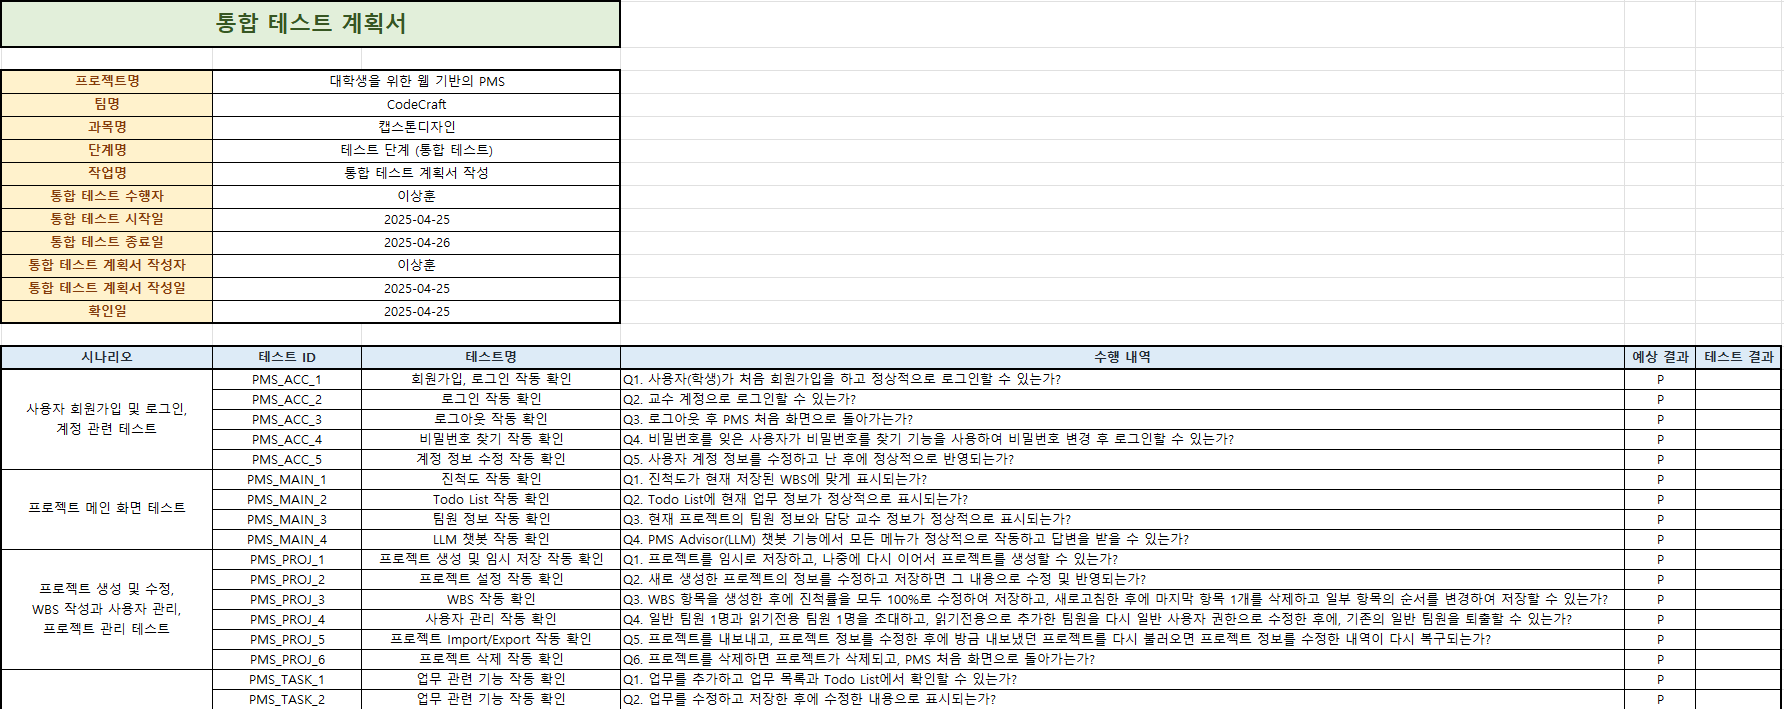 통합 테스트 계획서
프로젝트명 대학생을 위한 웹 기반의 PMS
팀명 CodeCraft
과목명 캡스톤디자인
단계명 테스트 단계 (통합 테스트)
작업명 통합 테스트 계획서 작성
통합 테스트 수행자 이상훈
통합 테스트 시작일 2025-04-25
통합 테스트 종료일 2025-04-26
통합 테스트 계획서 작성자 이상훈
통합 테스트 계획서 작성일 2025-04-25
확인일 2025-04-25
시나리오 테스트 ID 테스트명 수행 내역 예상 결과 테스트 결과
사용자 회원가입 및 로그인,
계정 관련 테스트
PMS_ACC_1 회원가입, 로그인 작동 확인 Q1. 사용자(학생)가 처음 회원가입을 하고 정상적으로 로그인할 수 있는가? P
PMS_ACC_2 로그인 작동 확인 Q2. 교수 계정으로 로그인할 수 있는가? P
PMS_ACC_3 로그아웃 작동 확인 Q3. 로그아웃 후 PMS 처음 화면으로 돌아가는가? P
PMS_ACC_4 비밀번호 찾기 작동 확인 Q4. 비밀번호를 잊은 사용자가 비밀번호를 찾기 기능을 사용하여 비밀번호 변경 후 로그인할 수 있는가? P
PMS_ACC_5 계정 정보 수정 작동 확인 Q5. 사용자 계정 정보를 수정하고 난 후에 정상적으로 반영되는가? P
프로젝트 메인 화면 테스트
PMS_MAIN_1 진척도 작동 확인 Q1. 진척도가 현재 저장된 WBS에 맞게 표시되는가? P
PMS_MAIN_2 Todo List 작동 확인 Q2. Todo List에 현재 업무 정보가 정상적으로 표시되는가? P
PMS_MAIN_3 팀원 정보 작동 확인 Q3. 현재 프로젝트의 팀원 정보와 담당 교수 정보가 정상적으로 표시되는가? P
PMS_MAIN_4 LLM 챗봇 작동 확인 Q4. PMS Advisor(LLM) 챗봇 기능에서 모든 메뉴가 정상적으로 작동하고 답변을 받을 수 있는가? P
프로젝트 생성 및 수정,
WBS 작성과 사용자 관리,
프로젝트 관리 테스트
PMS_PROJ_1 프로젝트 생성 및 임시 저장 작동 확인 Q1. 프로젝트를 임시로 저장하고, 나중에 다시 이어서 프로젝트를 생성할 수 있는가? P
PMS_PROJ_2 프로젝트 설정 작동 확인 Q2. 새로 생성한 프로젝트의 정보를 수정하고 저장하면 그 내용으로 수정 및 반영되는가? P
PMS_PROJ_3 WBS 작동 확인 Q3. WBS 항목을 생성한 후에 진척률을 모두 100%로 수정하여 저장하고, 새로고침한 후에 마지막 항목 1개를 삭제하고 일부 항목의 순서를 변경하여 저장할 수 있는가? P
PMS_PROJ_4 사용자 관리 작동 확인 Q4. 일반 팀원 1명과 읽기전용 팀원 1명을 초대하고, 읽기전용으로 추가한 팀원을 다시 일반 사용자 권한으로 수정한 후에, 기존의 일반 팀원을 퇴출할 수 있는가? P
PMS_PROJ_5 프로젝트 Import/Export 작동 확인 Q5. 프로젝트를 내보내고, 프로젝트 정보를 수정한 후에 방금 내보냈던 프로젝트를 다시 불러오면 프로젝트 정보를 수정한 내역이 다시 복구되는가? P
PMS_PROJ_6 프로젝트 삭제 작동 확인 Q6. 프로젝트를 삭제하면 프로젝트가 삭제되고, PMS 처음 화면으로 돌아가는가? P
PMS_TASK_1 업무 관련 기능 작동 확인 Q1. 업무를 추가하고 업무 목록과 Todo List에서 확인할 수 있는가? P
PMS_TASK_2 업무 관련 기능 작동 확인 Q2. 업무를 수정하고 저장한 후에 수정한 내용으로 표시되는가? P